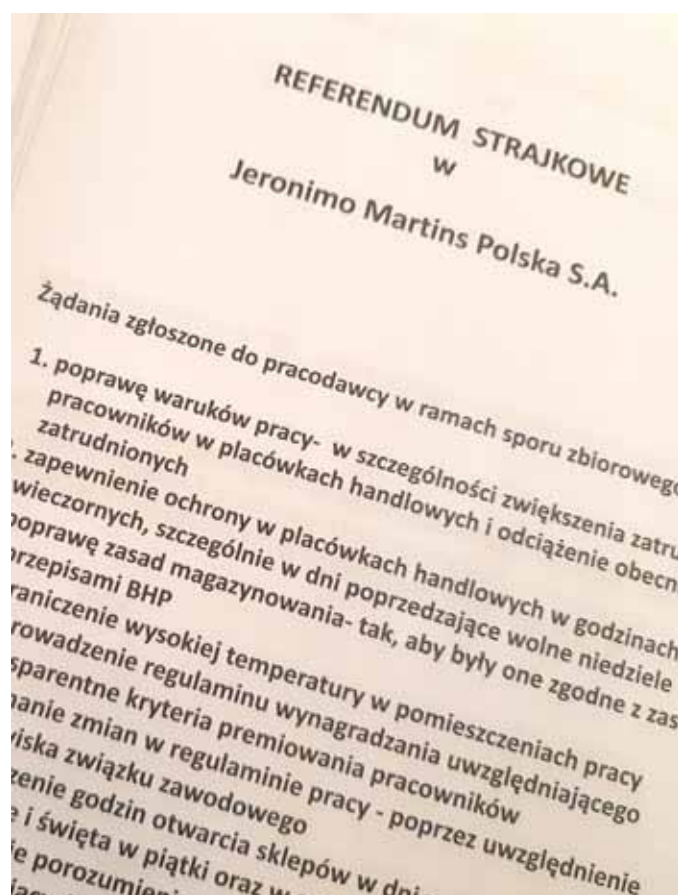 REFERENDUM STRAJKOWE
w
Jeronimo Martins Polska S.A.
Żądania zgłoszone do pracodawcy w ramach sporu zbiorowego
1. poprawę waruków pracy- w szczególności zwiększenia zatru
pracowników w placówkach handlowych i odciążenie obecn
zatrudnionych
. zapewnienie ochrony w placówkach handlowych w godzinach
wieczornych, szczególnie w dni poprzedzające wolne niedziele
poprawę zasad magazynowania- tak, aby były one zgodne z zas
przepisami BHP
raniczenie wysokiej temperatury w pomieszczeniach pracy
rowadzenie regulaminu wynagradzania uwzględniającego
sparentne kryteria premiowania pracowników
nanie zmian w regulaminie pracy - poprzez uwzględnienie
wiska związku zawodowego
zenie godzin otwarcia sklepów w dni
e i święta w piątki oraz w
ie porozumieni